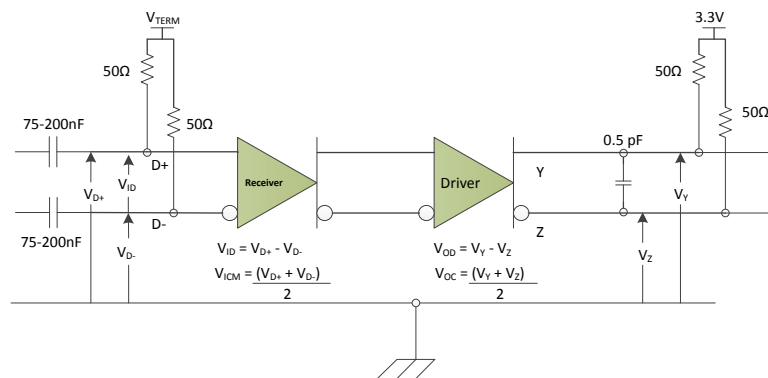 V_TERM
3.3V
50Ω
50Ω
50Ω
50Ω
75-200nF
0.5 pF
D+
Receiver
Driver
Y
V_D+
V_ID
V_Y
D-
Z
75-200nF
V_D-
V_Z
V_ID = V_D+ - V_D-
V_OD = V_Y - V_Z
V_ICM = (V_D+ + V_D-)
2
V_OC = (V_Y + V_Z)
2